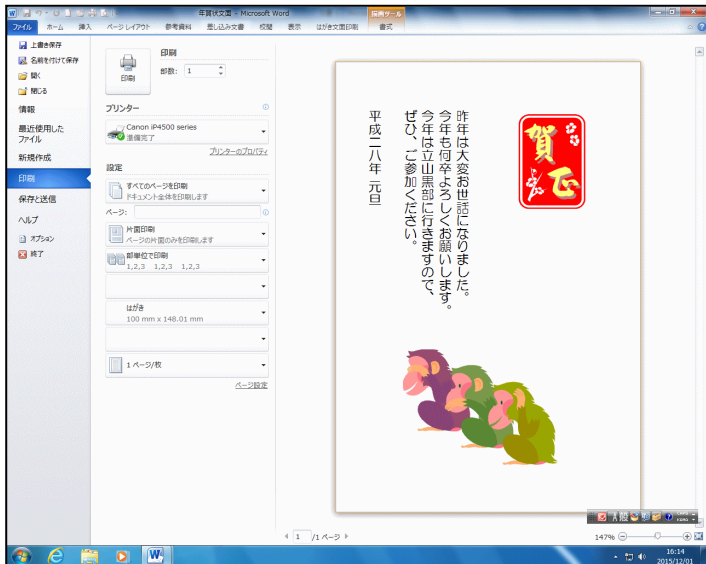 年賀状文面 - Microsoft Word
描画ツール
ファイル ホーム 挿入 ページ レイアウト 参考資料 差し込み文書 校閲 表示 はがき文面印刷 書式
上書き保存
名前を付けて保存
開く
閉じる
情報
最近使用した
ファイル
新規作成
印刷
保存と送信
ヘルプ
オプション
終了
印刷
印刷
部数: 1
プリンター
Canon iP4500 series
準備完了
プリンターのプロパティ
設定
すべてのページを印刷
ドキュメント全体を印刷します
ページ:
片面印刷
ページの片面のみを印刷します
部単位で印刷
1,2,3 1,2,3 1,2,3
はがき
100 mm x 148.01 mm
1 ページ/枚
ページ設定
賀正
昨年は大変お世話になりました。
今年も何卒よろしくお願いします。
今年は立山黒部に行きますので、
ぜひ、ご参加ください。
平成二八年 元旦
1 /1 ページ
147%
A 般
CAPS
KANA
16:14
2015/12/01